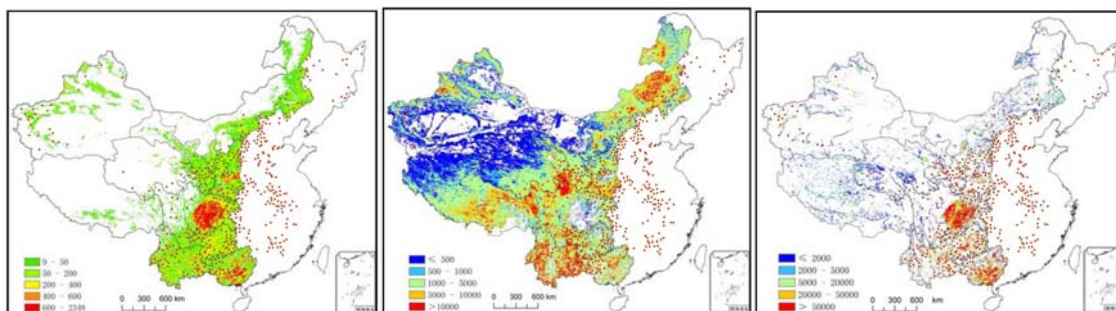 9 - 50
50 - 200
200 - 400
400 - 600
600 - 2348
0 300 600 km
≤ 500
500 - 1000
1000 - 5000
5000 - 10000
>10000
0 300 600 km
≤ 2000
2000 - 5000
5000 - 20000
20000 - 50000
> 50000
0 300 600 km